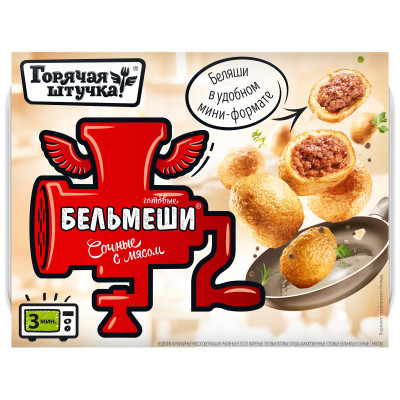 ГОРЯЧАЯ
ШТУЧКА!
®
Беляши
в удобном
мини-формате
готовые
БЕЛЬМЕШИ®
Сочные
с мясом
3 мин.